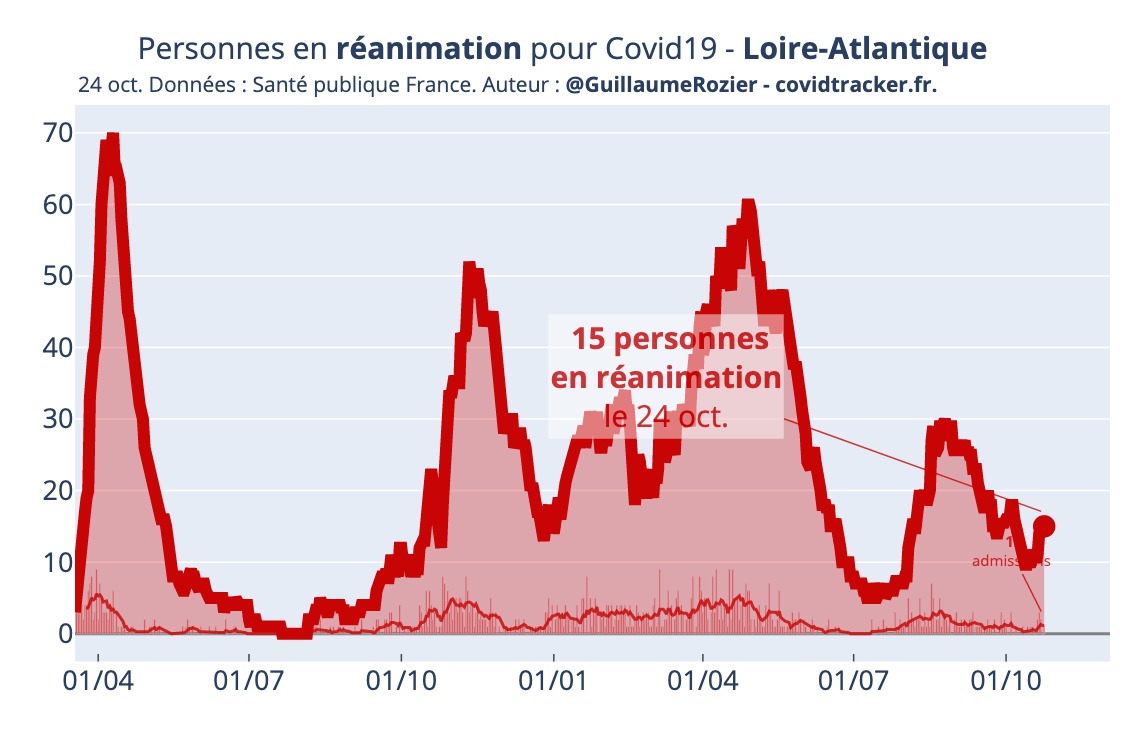 Personnes en réanimation pour Covid19 - Loire-Atlantique
24 oct. Données : Santé publique France. Auteur : @GuillaumeRozier - covidtracker.fr.
70
60
50
40
30
20
10
0
15 personnes
en réanimation
le 24 oct.
1
admissions
01/04
01/07
01/10
01/01
01/04
01/07
01/10